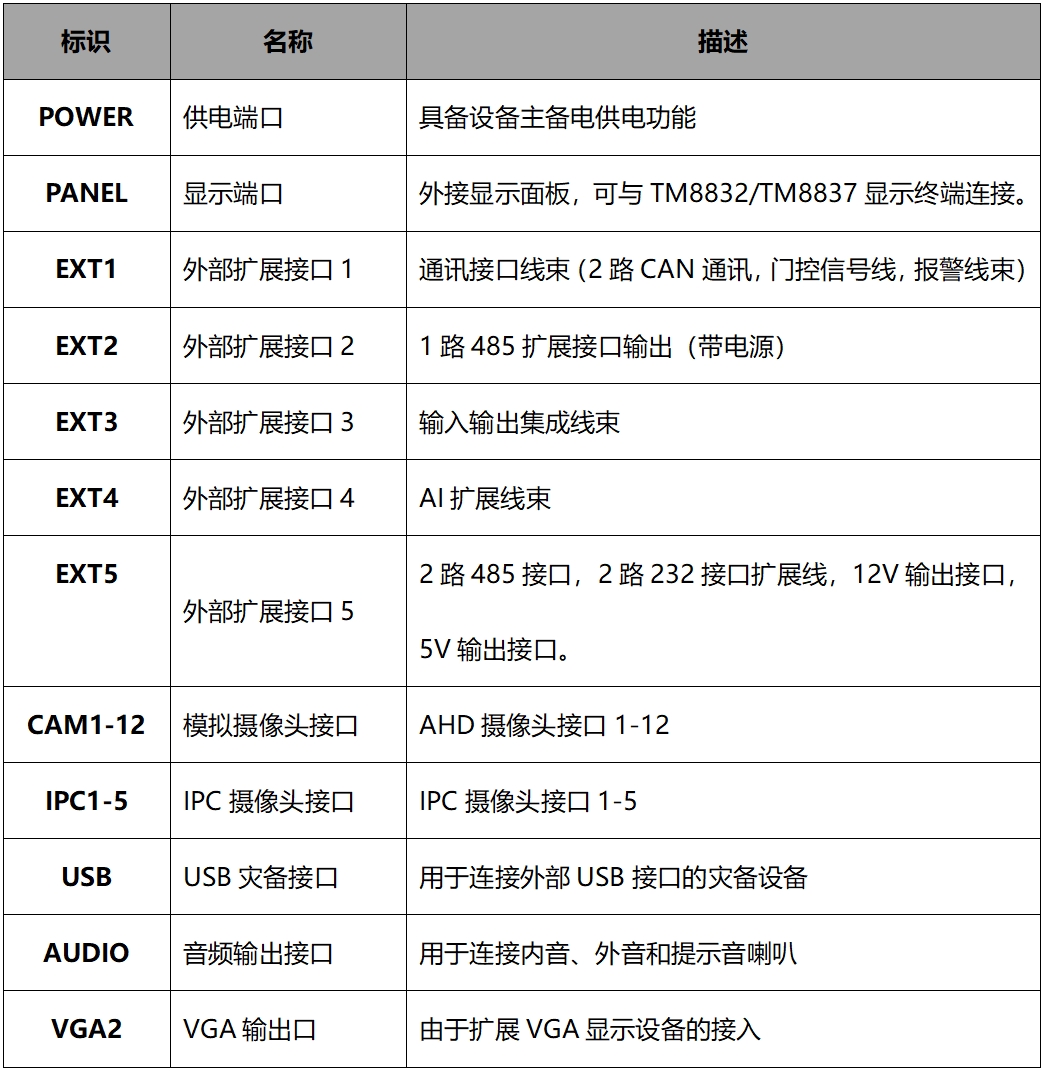 标识 名称 描述
POWER 供电端口 具备设备主备电供电功能
PANEL 显示端口 外接显示面板，可与 TM8832/TM8837 显示终端连接。
EXT1 外部扩展接口 1 通讯接口线束（2 路 CAN 通讯，门控信号线，报警线束）
EXT2 外部扩展接口 2 1 路 485 扩展接口输出（带电源）
EXT3 外部扩展接口 3 输入输出集成线束
EXT4 外部扩展接口 4 AI 扩展线束
EXT5 外部扩展接口 5 2 路 485 接口，2 路 232 接口扩展线，12V 输出接口，
5V 输出接口。
CAM1-12 模拟摄像头接口 AHD 摄像头接口 1-12
IPC1-5 IPC 摄像头接口 IPC 摄像头接口 1-5
USB USB 灾备接口 用于连接外部 USB 接口的灾备设备
AUDIO 音频输出接口 用于连接内音、外音和提示音喇叭
VGA2 VGA 输出口 由于扩展 VGA 显示设备的接入